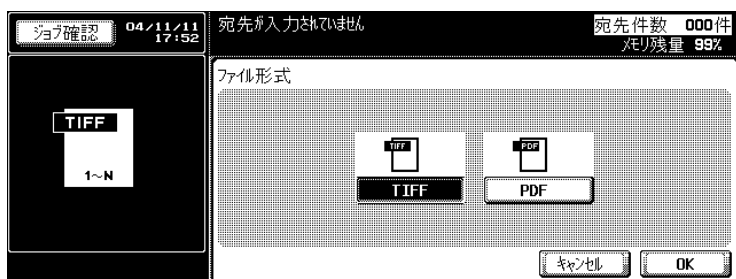 ジョブ確認
04/11/11
17:52
宛先が入力されていません
宛先件数 000件
メモリ残量 99%
TIFF
1~N
ファイル形式
TIFF
PDF
TIFF
PDF
キャンセル
OK